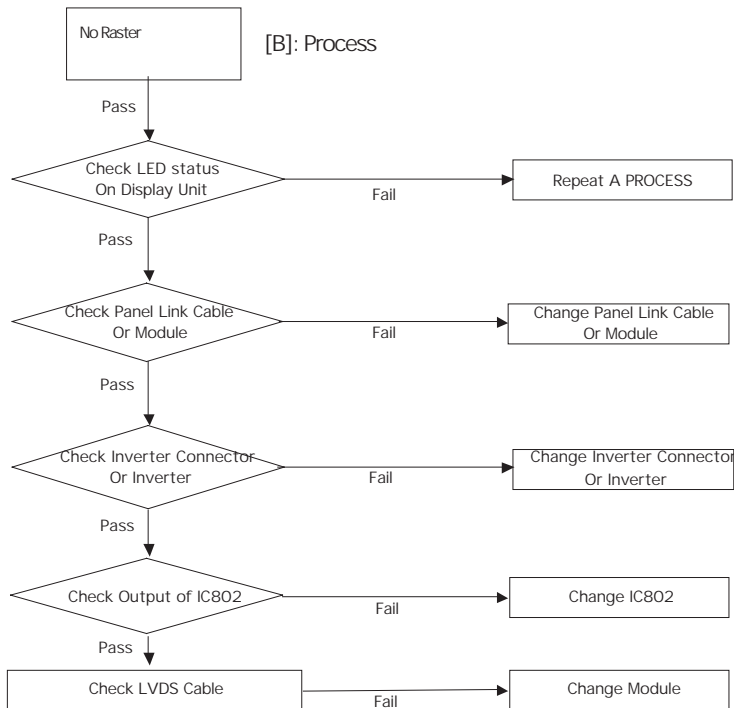 No Raster
[B]: Process
Pass
Check LED status
On Display Unit
Fail
Repeat A PROCESS
Pass
Check Panel Link Cable
Or Module
Fail
Change Panel Link Cable
Or Module
Pass
Check Inverter Connector
Or Inverter
Fail
Change Inverter Connector
Or Inverter
Pass
Check Output of IC802
Fail
Change IC802
Pass
Check LVDS Cable
Fail
Change Module